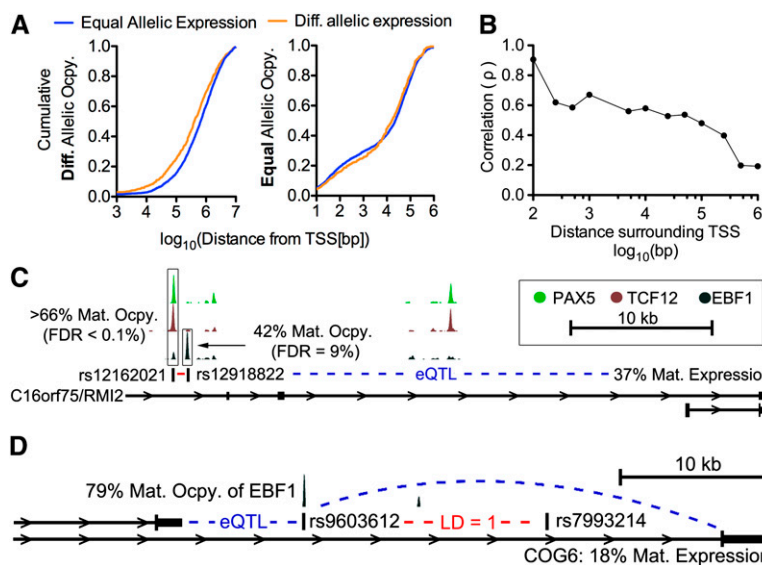 A
Equal Allelic Expression
Diff. allelic expression
Cumulative
Diff. Allelic Ocpy.
1.0
0.8
0.6
0.4
0.2
0.0
3 4 5 6 7
Equal Allelic Ocpy.
1.0
0.8
0.6
0.4
0.2
0.0
1 2 3 4 5 6
log10(Distance from TSS[bp])
B
Correlation (ρ)
1.0
0.8
0.6
0.4
0.2
0.0
2 3 4 5 6
Distance surrounding TSS
log10(bp)
C
>66% Mat. Ocpy.
(FDR < 0.1%)
42% Mat. Ocpy.
(FDR = 9%)
PAX5 TCF12 EBF1
10 kb
rs12162021 rs12918822 eQTL 37% Mat. Expression
C16orf75/RMI2
D
10 kb
79% Mat. Ocpy. of EBF1
eQTL rs9603612 LD = 1 rs7993214
COG6: 18% Mat. Expression